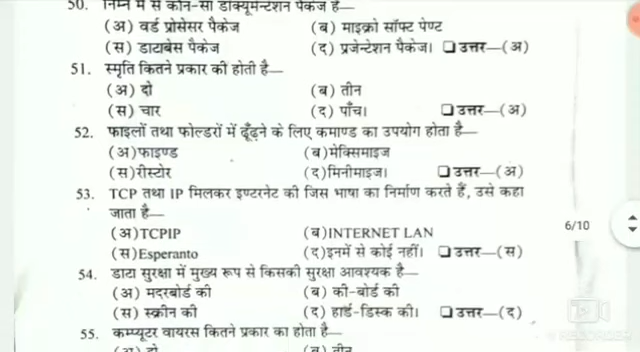 50. निम्न में से कौन-सा डाक्यूमेन्टेशन पैकेज है—
(अ) वर्ड प्रोसेसर पैकेज (ब) माइक्रो सॉफ्ट पेण्ट
(स) डाटाबेस पैकेज (द) प्रजेन्टेशन पैकेज। ❑ उत्तर—(अ)
51. स्मृति कितने प्रकार की होती है—
(अ) दो (ब) तीन
(स) चार (द) पाँच। ❑ उत्तर—(अ)
52. फाइलों तथा फोल्डरों में ढूँढ़ने के लिए कमाण्ड का उपयोग होता है—
(अ)फाइण्ड (ब)मेक्सिमाइज
(स)रीस्टोर (द)मिनीमाइज। ❑ उत्तर—(अ)
53. TCP तथा IP मिलकर इण्टरनेट की जिस भाषा का निर्माण करते हैं, उसे कहा
जाता है—
(अ)TCPIP (ब)INTERNET LAN
(स)Esperanto (द)इनमें से कोई नहीं। ❑ उत्तर—(स)
6/10
54. डाटा सुरक्षा में मुख्य रूप से किसकी सुरक्षा आवश्यक है—
(अ) मदरबोर्ड की (ब) की-बोर्ड की
(स) स्क्रीन की (द) हार्ड-डिस्क की। ❑ उत्तर—(द)
55. कम्प्यूटर वायरस कितने प्रकार का होता है—
(अ) दो (ब) तीन
RECORDER